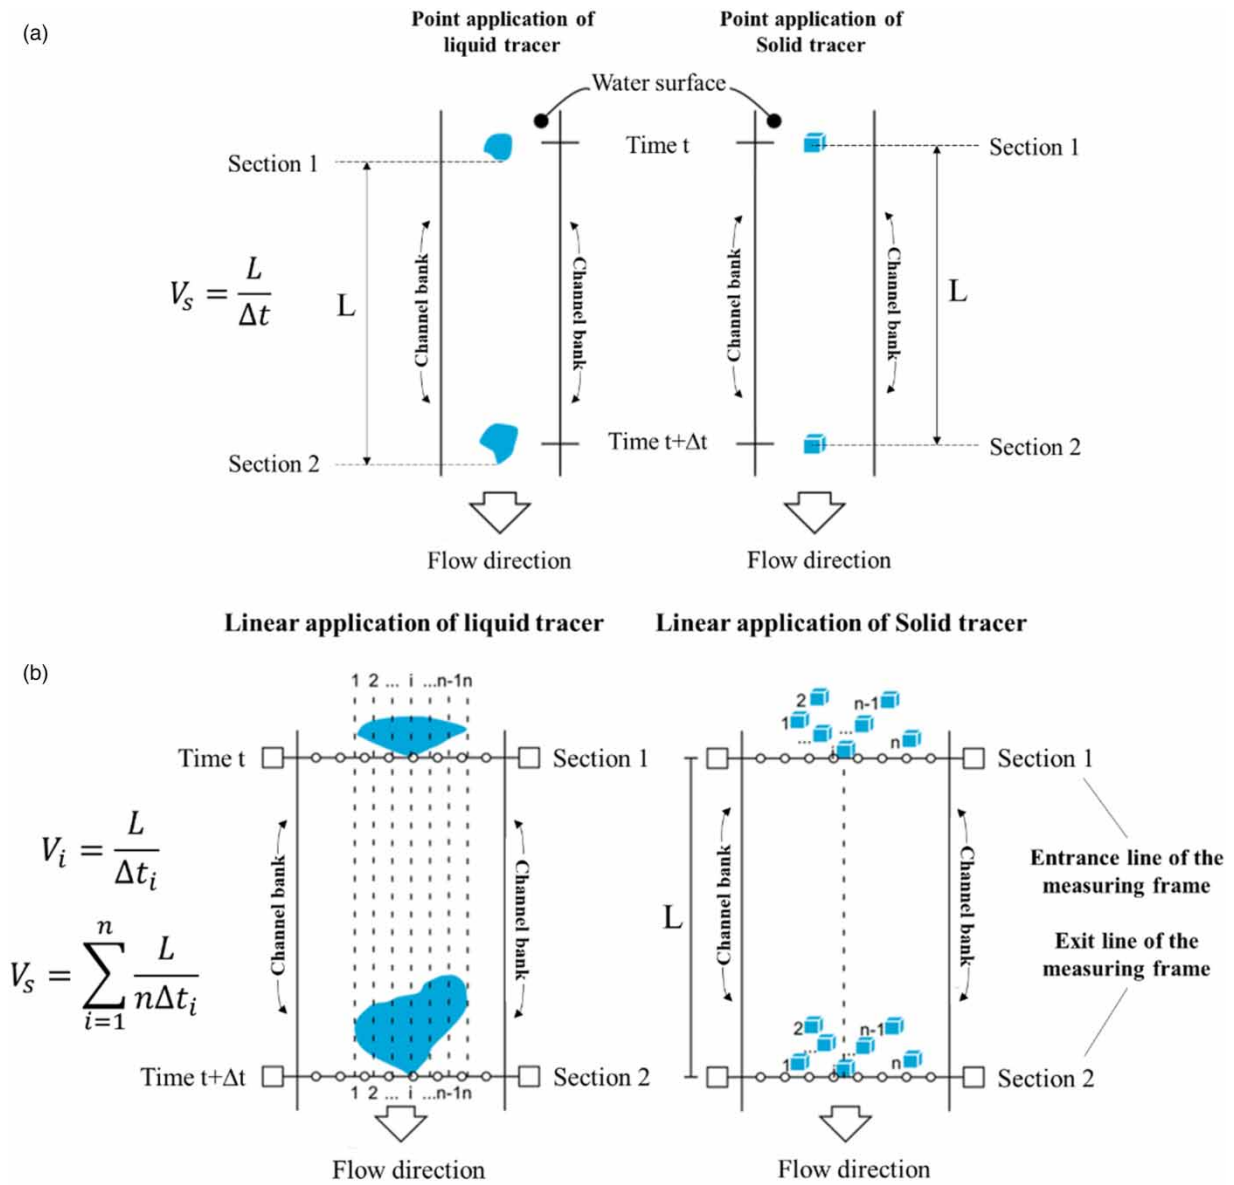 (a)
Point application of
liquid tracer
Point application of
Solid tracer
Water surface
Time t
Section 1
Section 1
Channel bank
Channel bank
Channel bank
Channel bank
V_s = L/Δt
L
L
Time t+Δt
Section 2
Section 2
Flow direction
Flow direction
Linear application of liquid tracer
Linear application of Solid tracer
(b)
1 2 ... i ...n-1n
2
n-1
1
...
...
n
Time t
Section 1
Section 1
Channel bank
Channel bank
Channel bank
Channel bank
V_i = L/Δt_i
Entrance line of the
measuring frame
L
Exit line of the
measuring frame
V_s = ∑_{i=1}^{n} L/nΔt_i
2
n-1
...
...
1
n
Time t+Δt
Section 2
Section 2
1 2 ... i ...n-1n
Flow direction
Flow direction